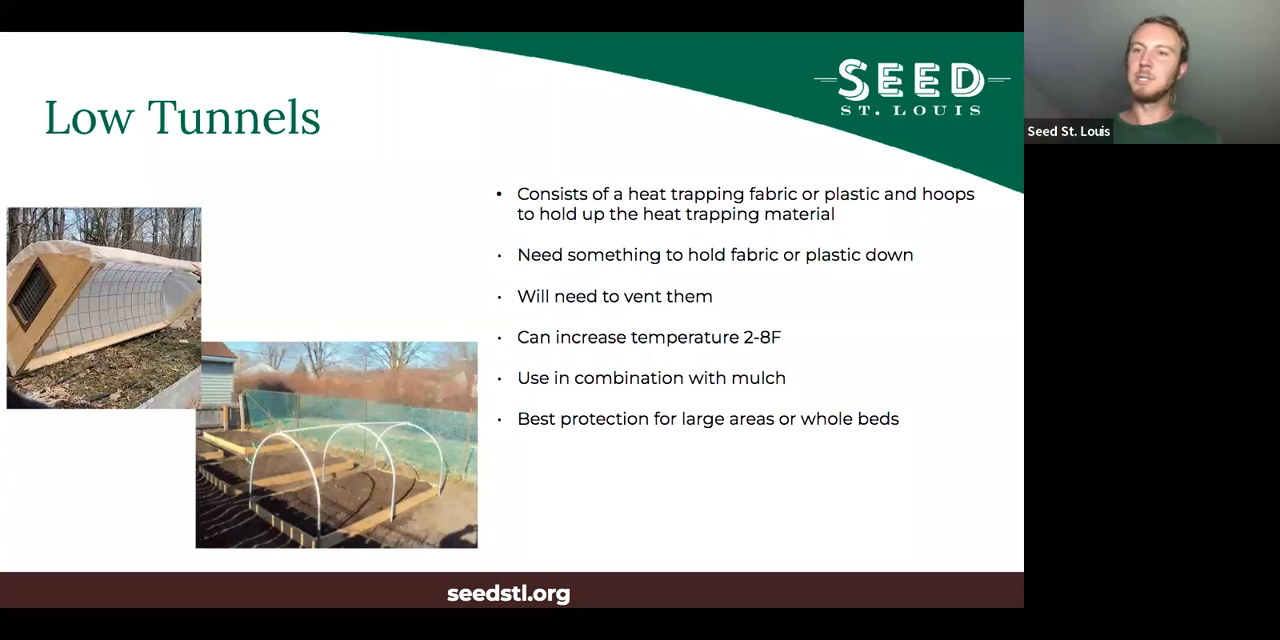 SEED
ST. LOUIS
Seed St. Louis
Low Tunnels
• Consists of a heat trapping fabric or plastic and hoops
to hold up the heat trapping material
• Need something to hold fabric or plastic down
• Will need to vent them
• Can increase temperature 2-8F
• Use in combination with mulch
• Best protection for large areas or whole beds
seedstl.org